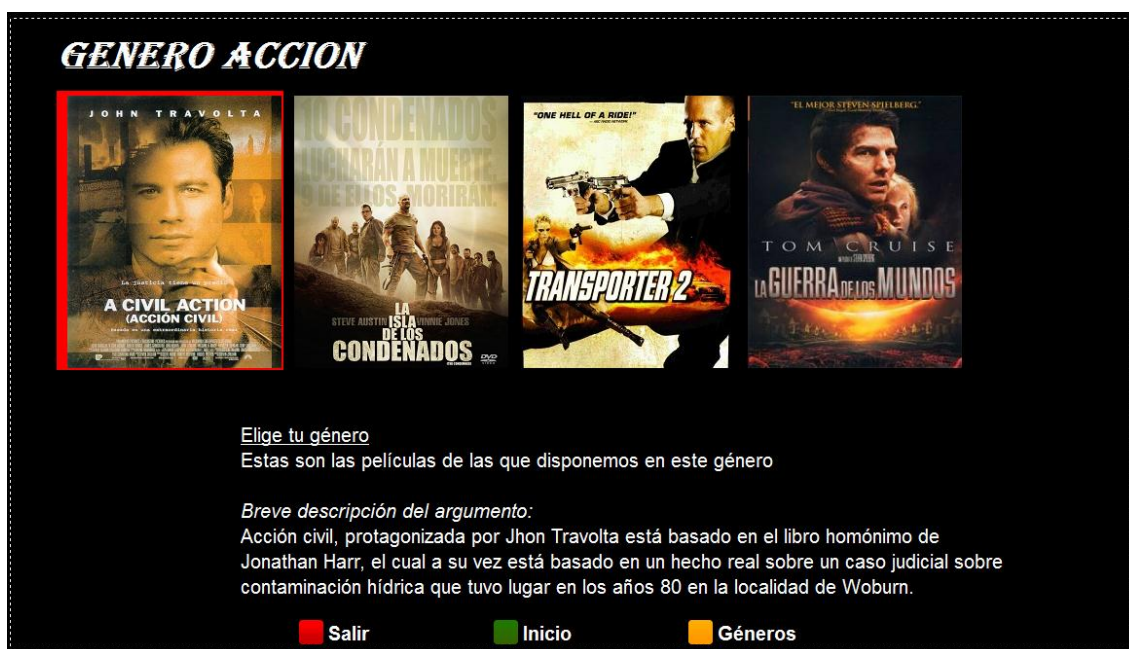 GENERO ACCION
JOHN TRAVOLTA
A CIVIL ACTION
(ACCIÓN CIVIL)
10 CONDENADOS
LUCHARÁN A MUERTE.
9 DE ELLOS, MORIRÁN.
STEVE AUSTIN VINNIE JONES
LA
ISLA
DE LOS
CONDENADOS
DVD
"ONE HELL OF A RIDE!"
TRANSPORTER 2
"EL MEJOR STEVEN SPIELBERG."
TOM CRUISE
LA GUERRA DE LOS MUNDOS
Elige tu género
Estas son las películas de las que disponemos en este género
Breve descripción del argumento:
Acción civil, protagonizada por Jhon Travolta está basado en el libro homónimo de
Jonathan Harr, el cual a su vez está basado en un hecho real sobre un caso judicial sobre
contaminación hídrica que tuvo lugar en los años 80 en la localidad de Woburn.
Salir Inicio Géneros